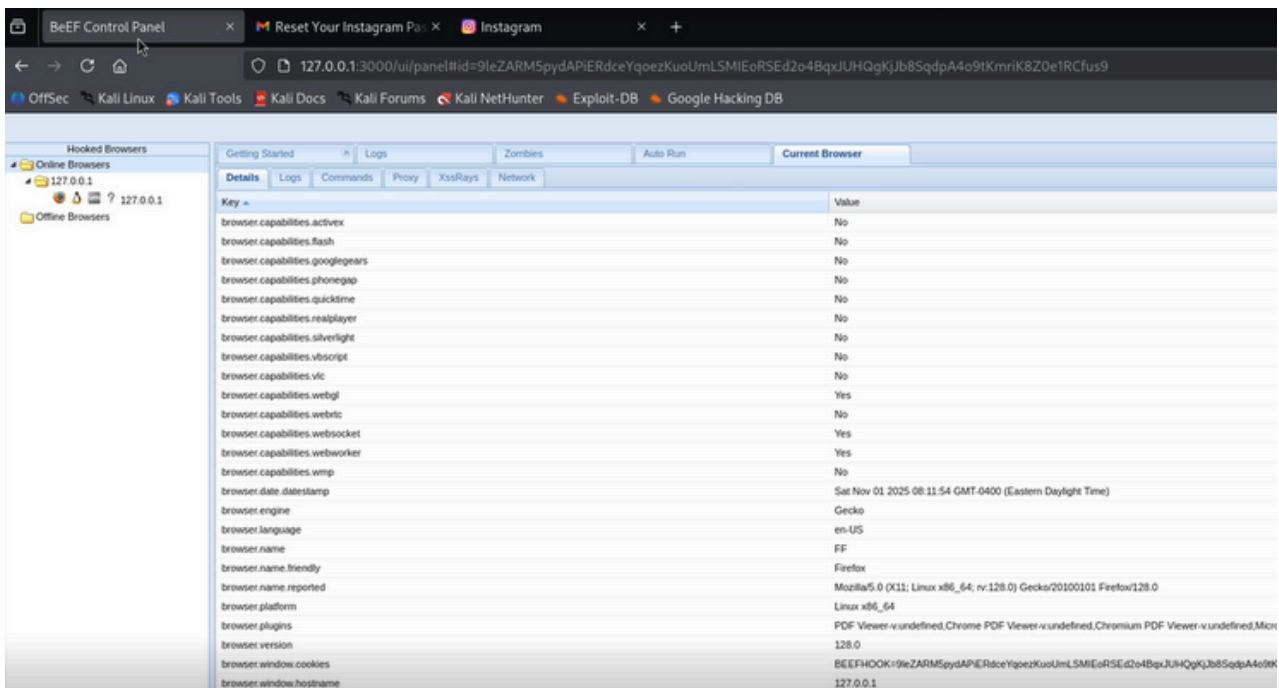 BeEF Control Panel
Reset Your Instagram Pas
Instagram
127.0.0.1:3000/ui/panel#id=9leZARM5pydAPiERdceYqoezKuoUmLSMIEoRSEd2o4BqxJUHQgKjJb8SqdpA4o9tKmriK8Z0e1RCfus9
OffSec Kali Linux Kali Tools Kali Docs Kali Forums Kali NetHunter Exploit-DB Google Hacking DB
Hooked Browsers
Online Browsers
127.0.0.1
? 127.0.0.1
Offline Browsers
Getting Started Logs Zombies Auto Run Current Browser
Details Logs Commands Proxy XssRays Network
Key Value
browser.capabilities.activex No
browser.capabilities.flash No
browser.capabilities.googlegears No
browser.capabilities.phonegap No
browser.capabilities.quicktime No
browser.capabilities.realplayer No
browser.capabilities.silverlight No
browser.capabilities.vbscript No
browser.capabilities.vlc No
browser.capabilities.webgl Yes
browser.capabilities.webrtc No
browser.capabilities.websocket Yes
browser.capabilities.webworker Yes
browser.capabilities.wmp No
browser.date.datestamp Sat Nov 01 2025 08:11:54 GMT-0400 (Eastern Daylight Time)
browser.engine Gecko
browser.language en-US
browser.name FF
browser.name.friendly Firefox
browser.name.reported Mozilla/5.0 (X11; Linux x86_64; rv:128.0) Gecko/20100101 Firefox/128.0
browser.platform Linux x86_64
browser.plugins PDF Viewer-v.undefined,Chrome PDF Viewer-v.undefined,Chromium PDF Viewer-v.undefined,Micro
browser.version 128.0
browser.window.cookies BEEFHOOK=9leZARM5pydAPiERdceYqoezKuoUmLSMIEoRSEd2o4BqxJUHQgKjJb8SqdpA4o9tK
browser.window.hostname 127.0.0.1